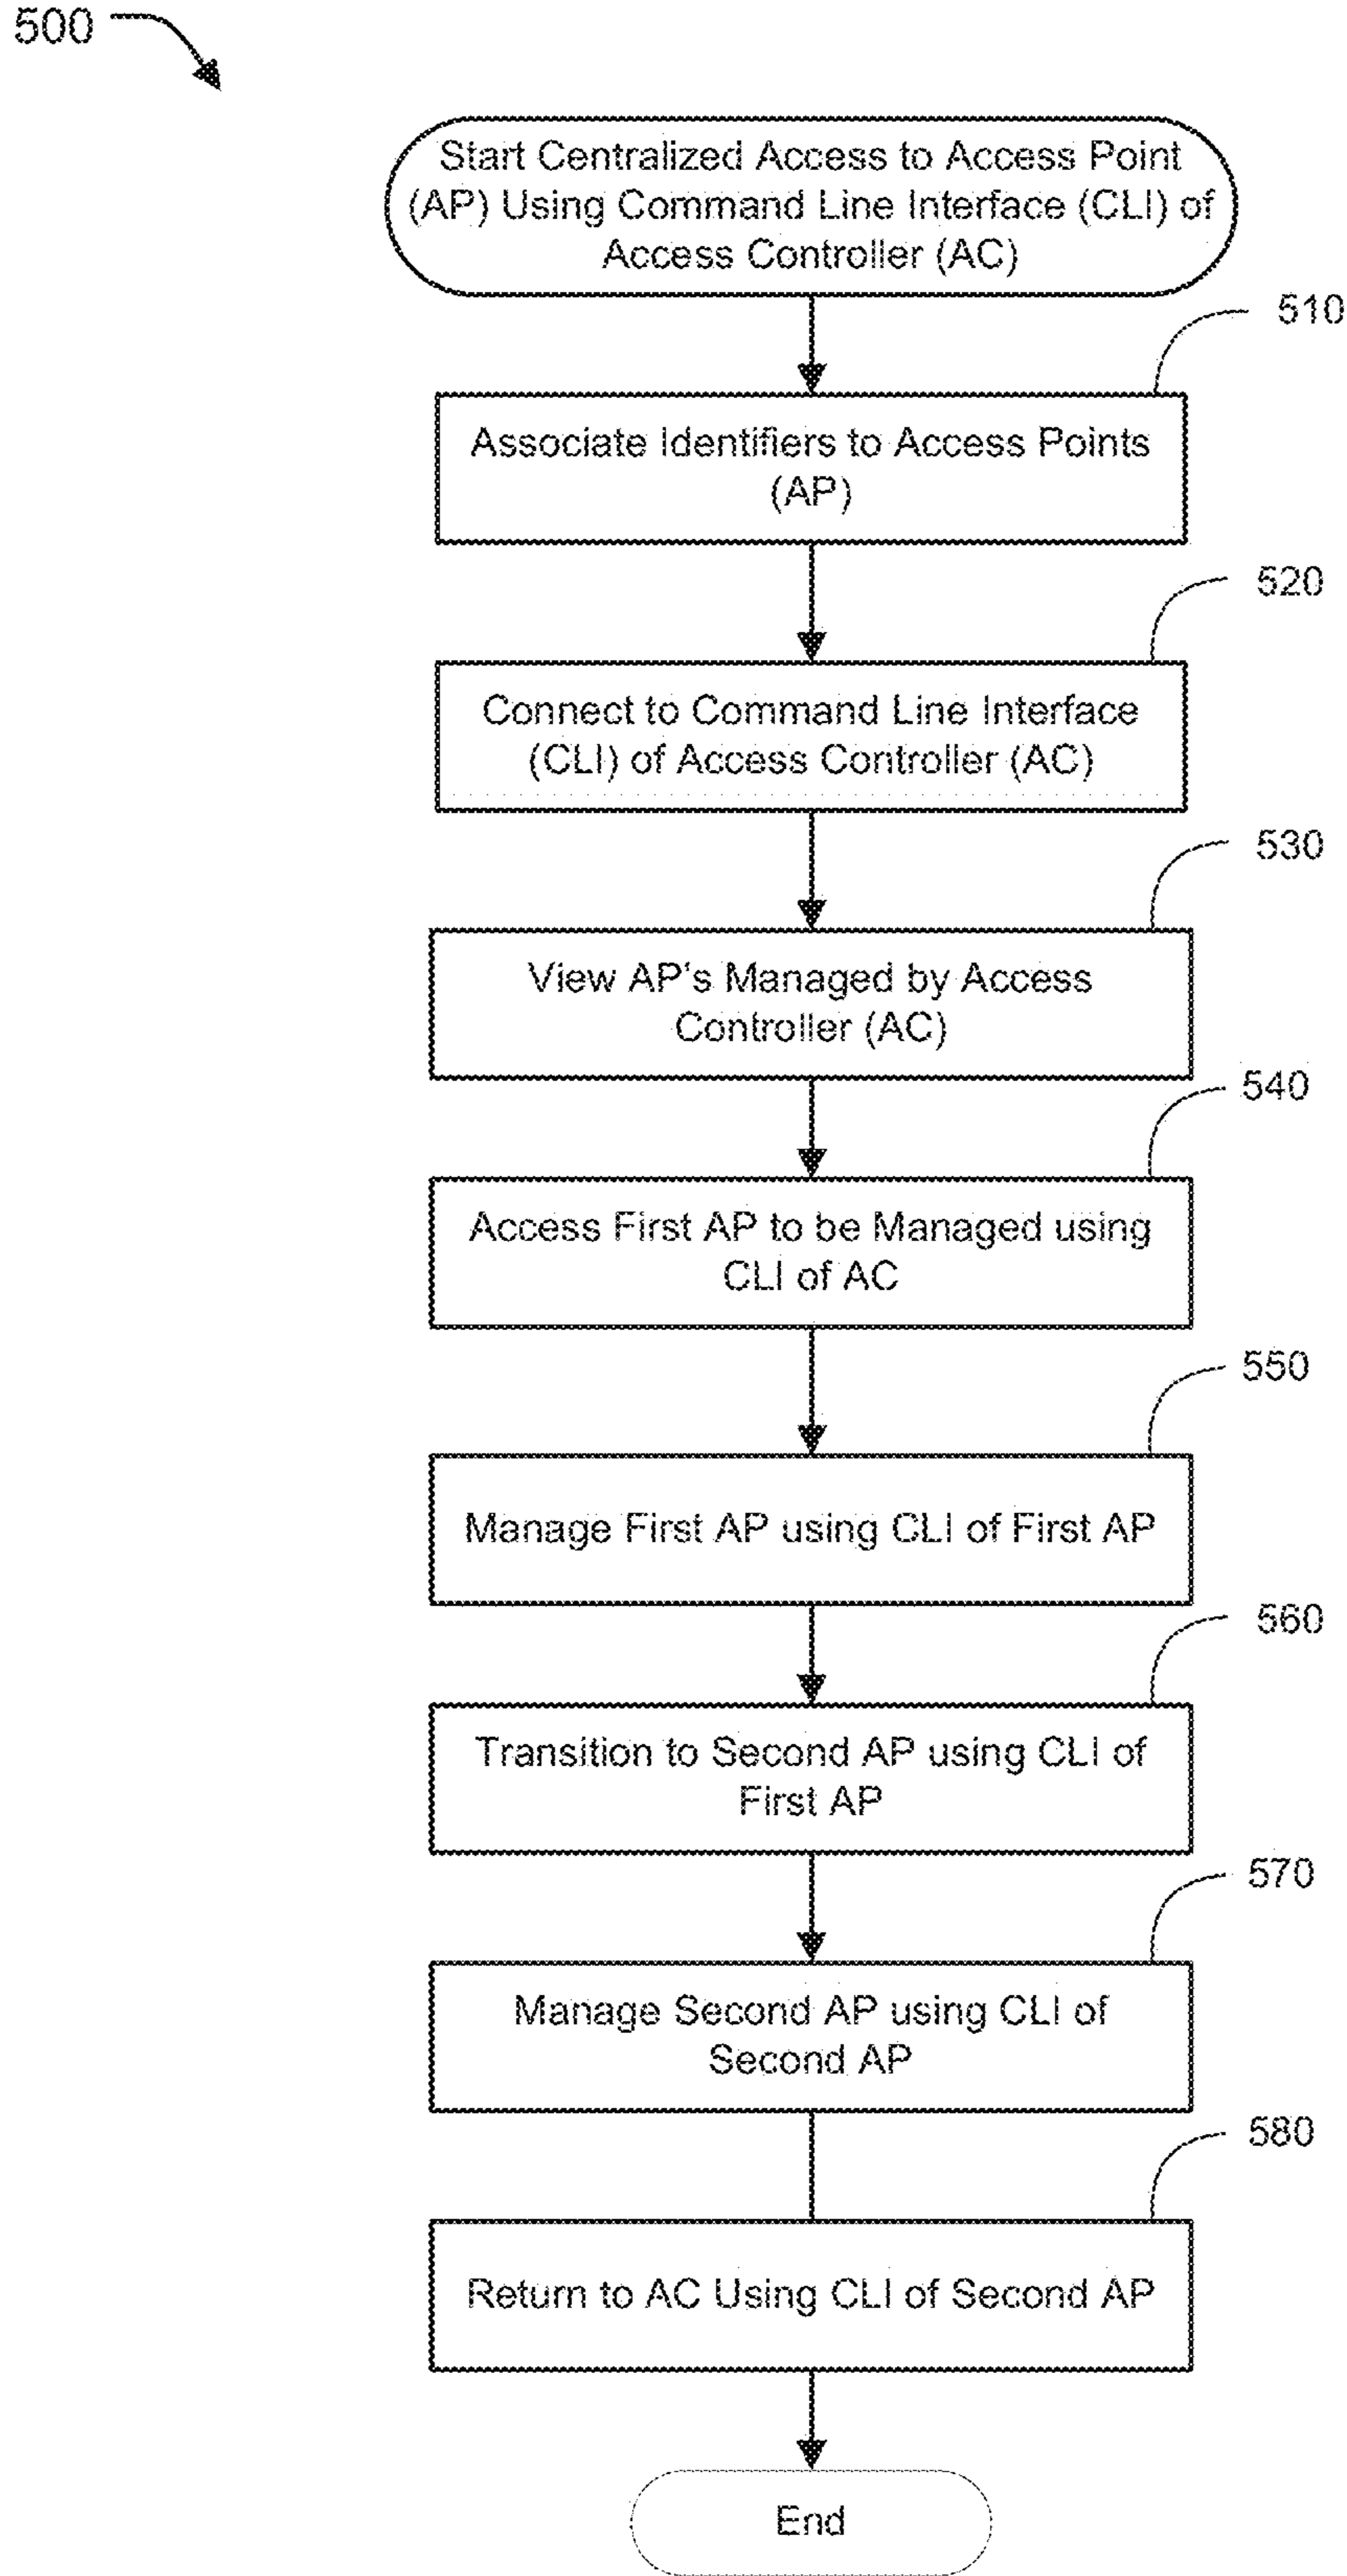 500
Start Centralized Access to Access Point
(AP) Using Command Line Interface (CLI) of
Access Controller (AC)
510
Associate Identifiers to Access Points
(AP)
520
Connect to Command Line Interface
(CLI) of Access Controller (AC)
530
View AP's Managed by Access
Controller (AC)
540
Access First AP to be Managed using
CLI of AC
550
Manage First AP using CLI of First AP
560
Transition to Second AP using CLI of
First AP
570
Manage Second AP using CLI of
Second AP
580
Return to AC Using CLI of Second AP
End